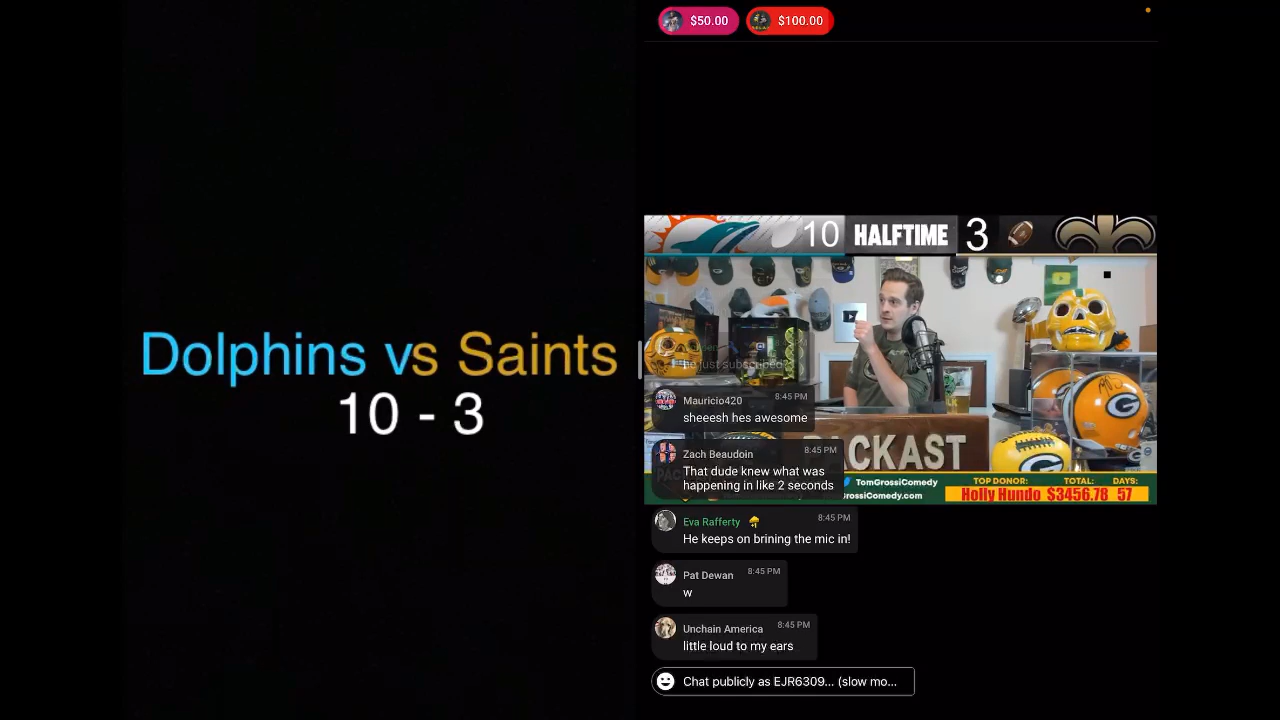 Dolphins vs Saints
10 - 3
$50.00
$100.00
10 HALFTIME 3
just subscribed
Mauricio420 8:45 PM
sheeesh hes awesome
Zach Beaudoin 8:45 PM
That dude knew what was
happening in like 2 seconds
PACKAST
TomGrossiComedy
GrossiComedy.com
TOP DONOR: TOTAL: DAYS:
Holly Hundo $3456.78 57
Eva Rafferty 8:45 PM
He keeps on brining the mic in!
Pat Dewan 8:45 PM
w
Unchain America 8:45 PM
little loud to my ears
Chat publicly as EJR6309... (slow mo...